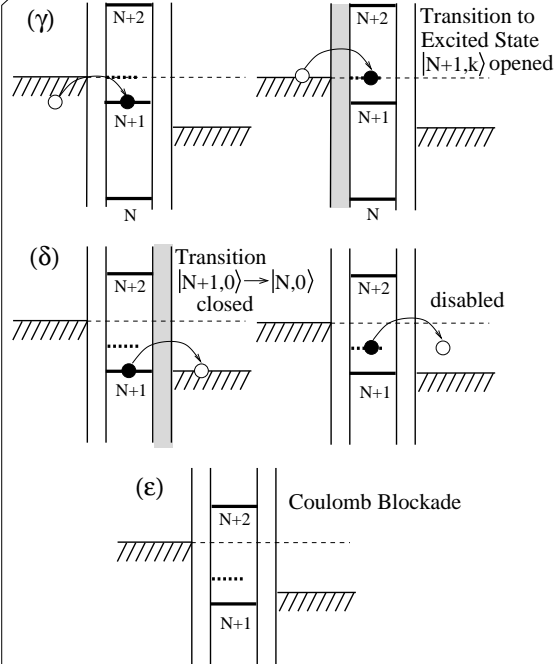 (γ)
N+2
N+1
N
N+2
N+1
N
Transition to
Excited State
|N+1,k⟩ opened
(δ)
N+2
N+1
Transition
|N+1,0⟩→|N,0⟩
closed
N+2
N+1
disabled
(ε)
N+2
N+1
Coulomb Blockade